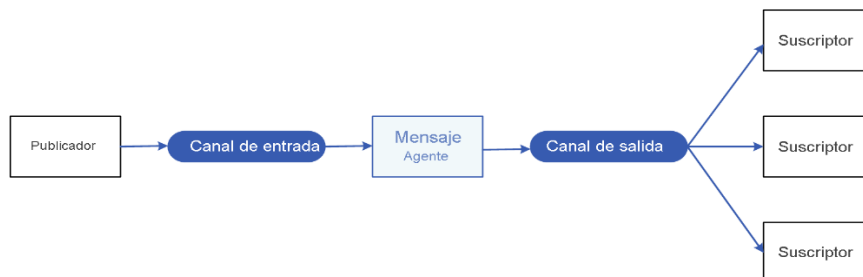 Suscriptor
Publicador
Canal de entrada
Mensaje
Agente
Canal de salida
Suscriptor
Suscriptor